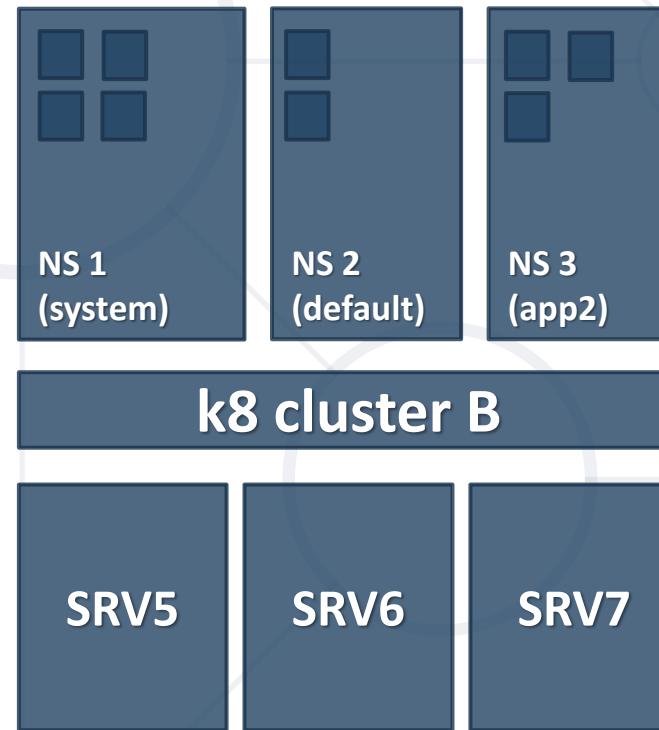 NS 1
(system)
NS 2
(default)
NS 3
(app2)
k8 cluster B
SRV5
SRV6
SRV7